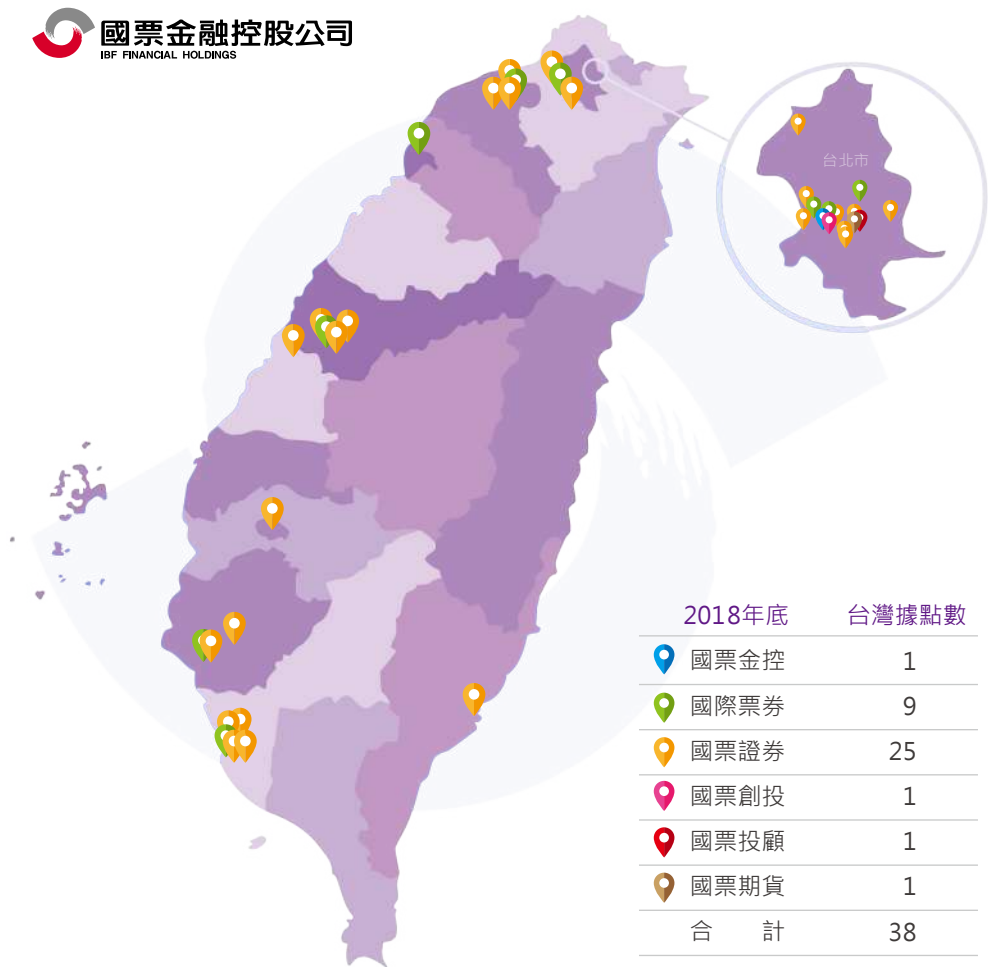 國票金融控股公司
IBF FINANCIAL HOLDINGS
台北市
2018年底 台灣據點數
國票金控 1
國際票券 9
國票證券 25
國票創投 1
國票投顧 1
國票期貨 1
合 計 38